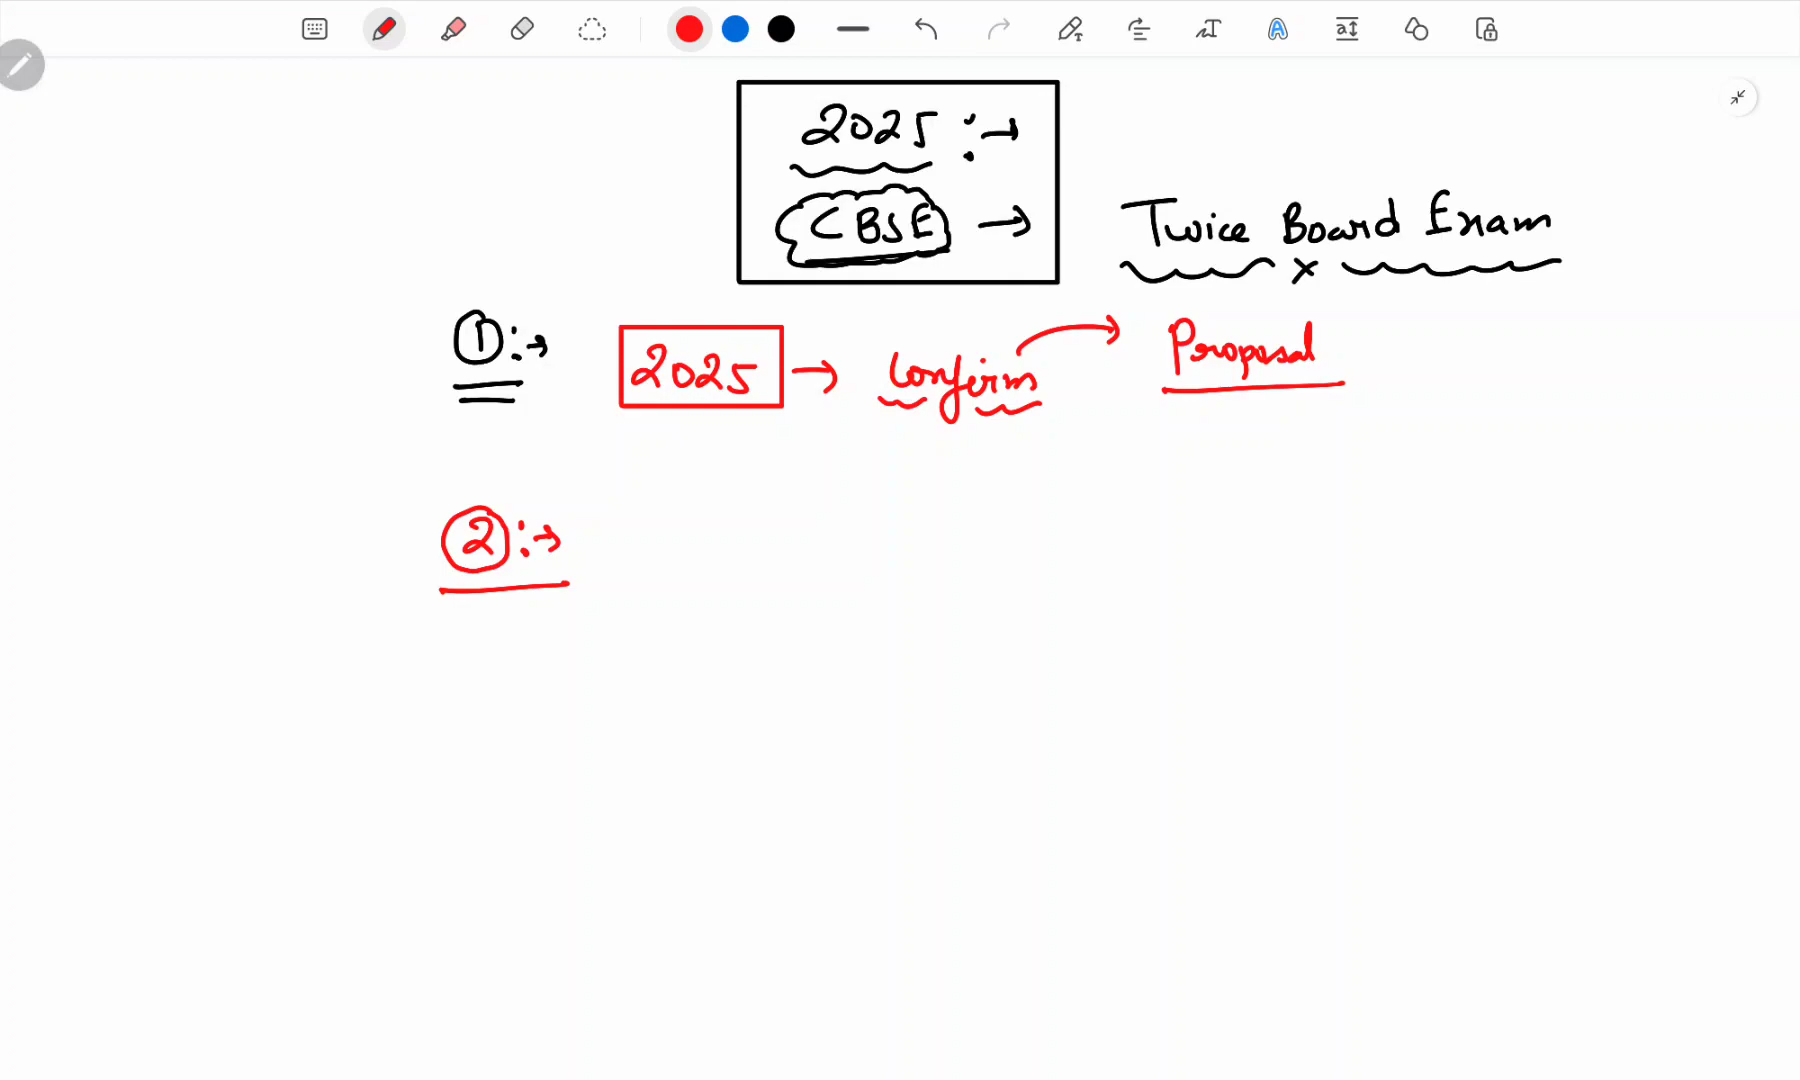 2025 :→
CBSE → Twice Board Exam
① :→ 2025 → Confirm → Proposal
② :→